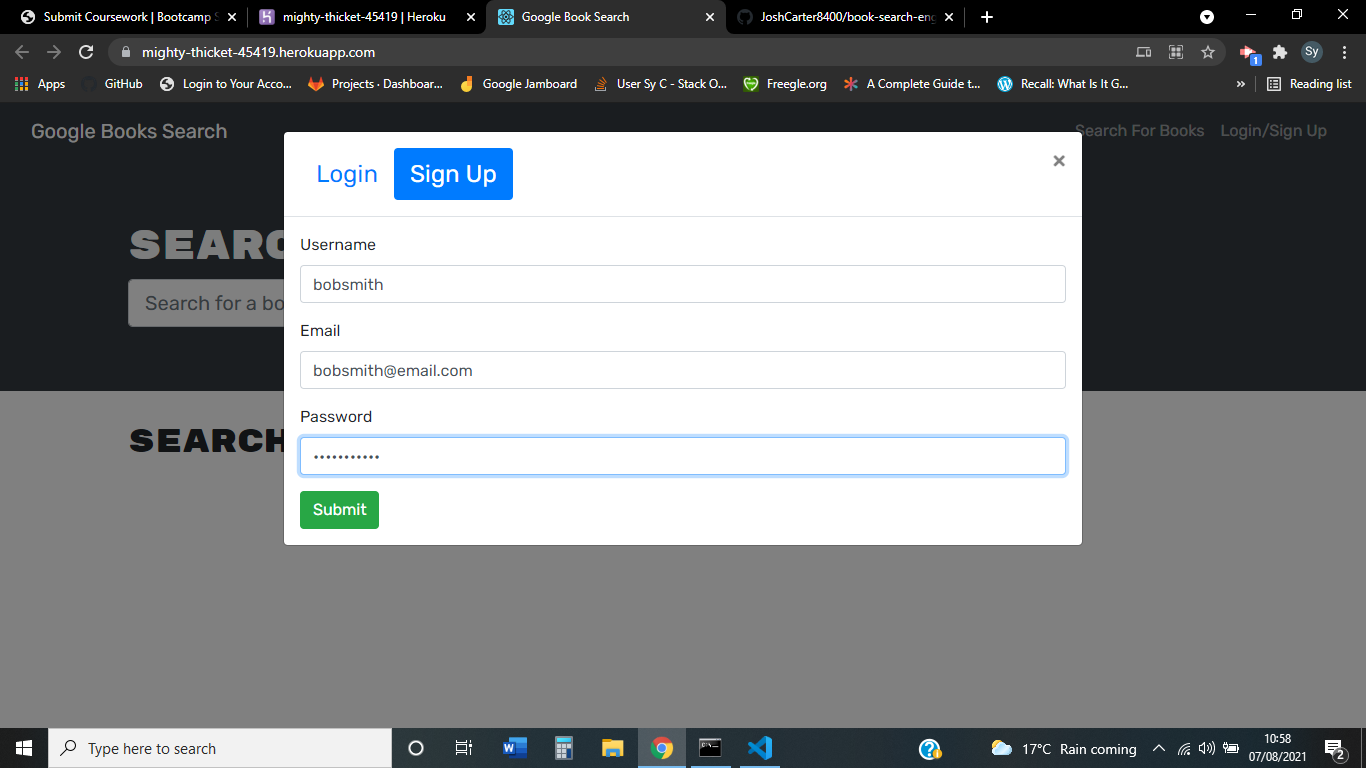 Submit Coursework | Bootcamp S
mighty-thicket-45419 | Heroku
Google Book Search
JoshCarter8400/book-search-eng
mighty-thicket-45419.herokuapp.com
Sy
1
Apps
GitHub
Login to Your Acco...
Projects · Dashboar...
Google Jamboard
User Sy C - Stack O...
Freegle.org
A Complete Guide t...
Recall: What Is It G...
»
Reading list
Google Books Search
Search For Books
Login/Sign Up
Login
Sign Up
×
SEARC
Search for a bo
Username
bobsmith
Email
bobsmith@email.com
Password
•••••••••••
SEARCH
Submit
Type here to search
17°C Rain coming
10:58
07/08/2021
2